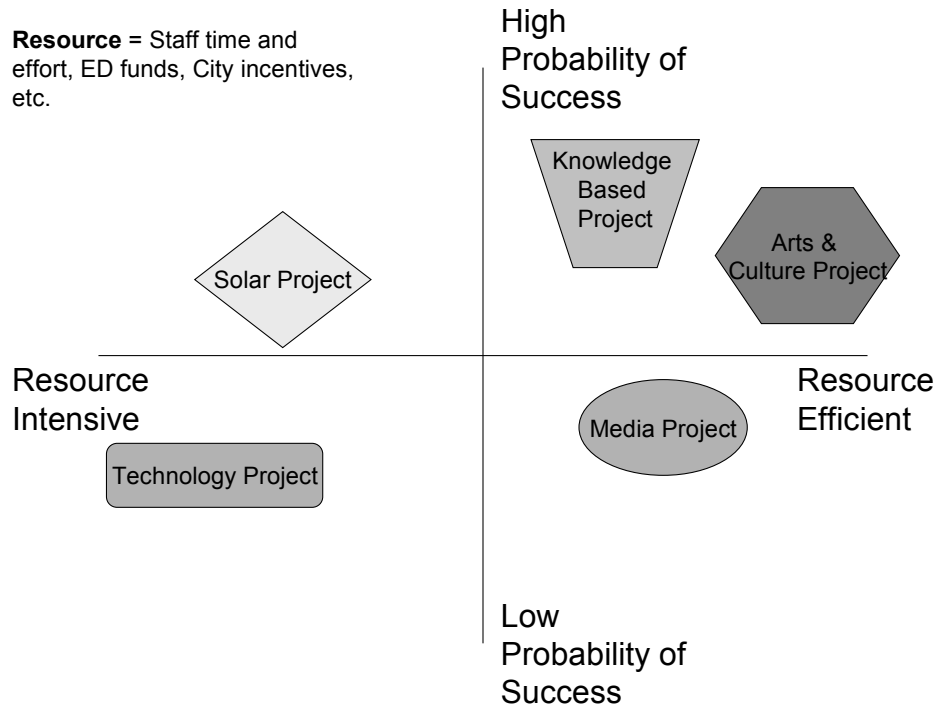 Resource = Staff time and
effort, ED funds, City incentives,
etc.
High
Probability of
Success
Knowledge
Based
Project
Arts &
Culture Project
Solar Project
Resource
Intensive
Resource
Efficient
Media Project
Technology Project
Low
Probability of
Success